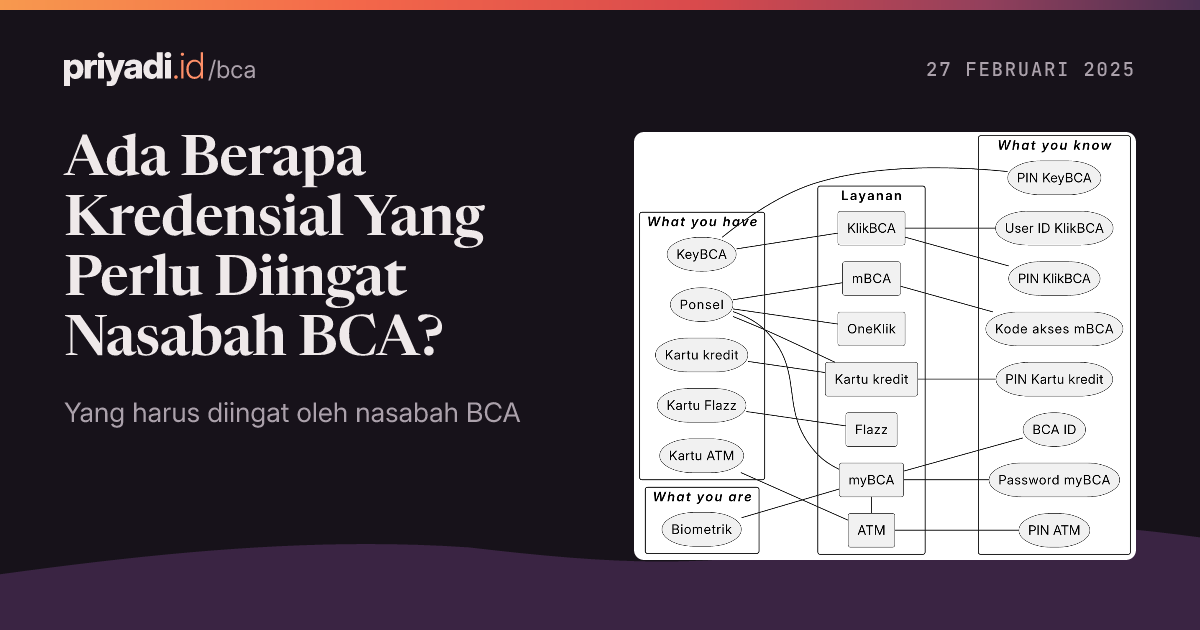 priyadi.id/bca
27 FEBRUARI 2025
Ada Berapa
Kredensial Yang
Perlu Diingat
Nasabah BCA?
Yang harus diingat oleh nasabah BCA
What you have
KeyBCA
Ponsel
Kartu kredit
Kartu Flazz
Kartu ATM
What you are
Biometrik
Layanan
KlikBCA
mBCA
OneKlik
Kartu kredit
Flazz
myBCA
ATM
What you know
PIN KeyBCA
User ID KlikBCA
PIN KlikBCA
Kode akses mBCA
PIN Kartu kredit
BCA ID
Password myBCA
PIN ATM